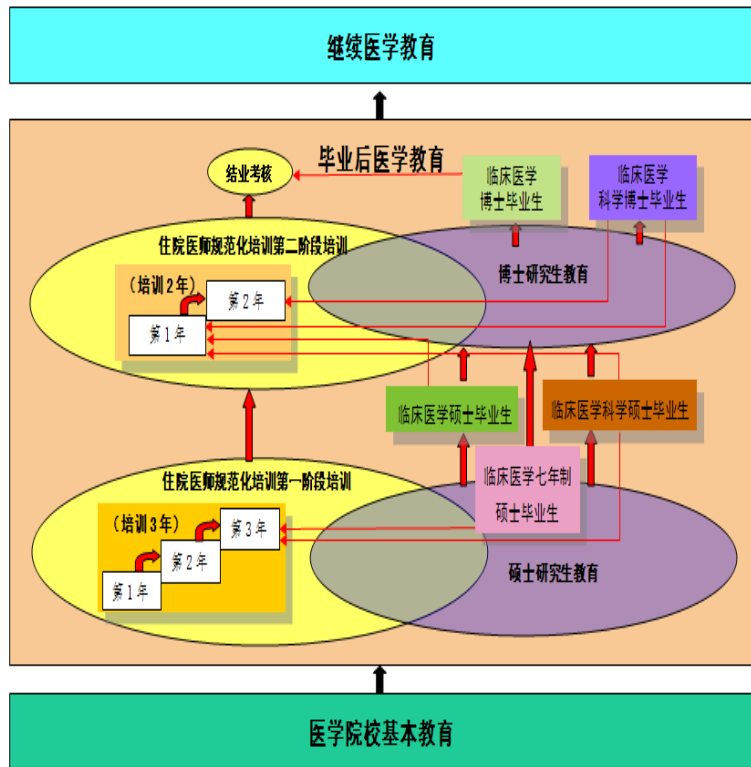 继续医学教育
毕业后医学教育
结业考核
临床医学
博士毕业生
临床医学
科学博士毕业生
住院医师规范化培训第二阶段培训
(培训2年)
第2年
第1年
博士研究生教育
临床医学硕士毕业生
临床医学科学硕士毕业生
临床医学七年制
硕士毕业生
住院医师规范化培训第一阶段培训
(培训3年)
第3年
第2年
第1年
硕士研究生教育
医学院校基本教育